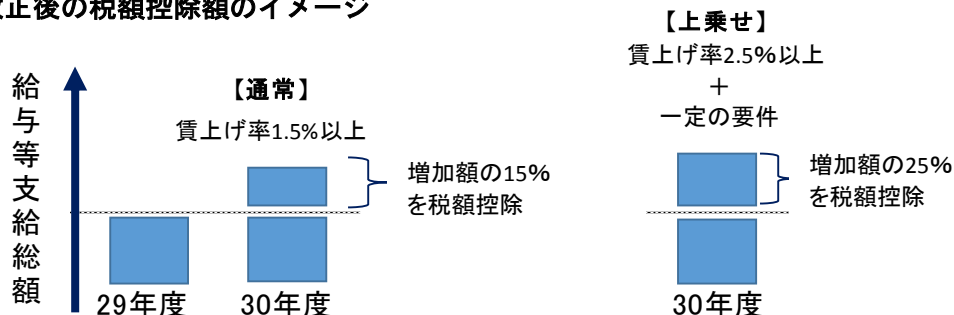 正後の税額控除額のイメージ
給与等支給総額
【通常】
賃上げ率1.5%以上
増加額の15%
を税額控除
29年度
30年度
【上乗せ】
賃上げ率2.5%以上
+
一定の要件
増加額の25%
を税額控除
30年度